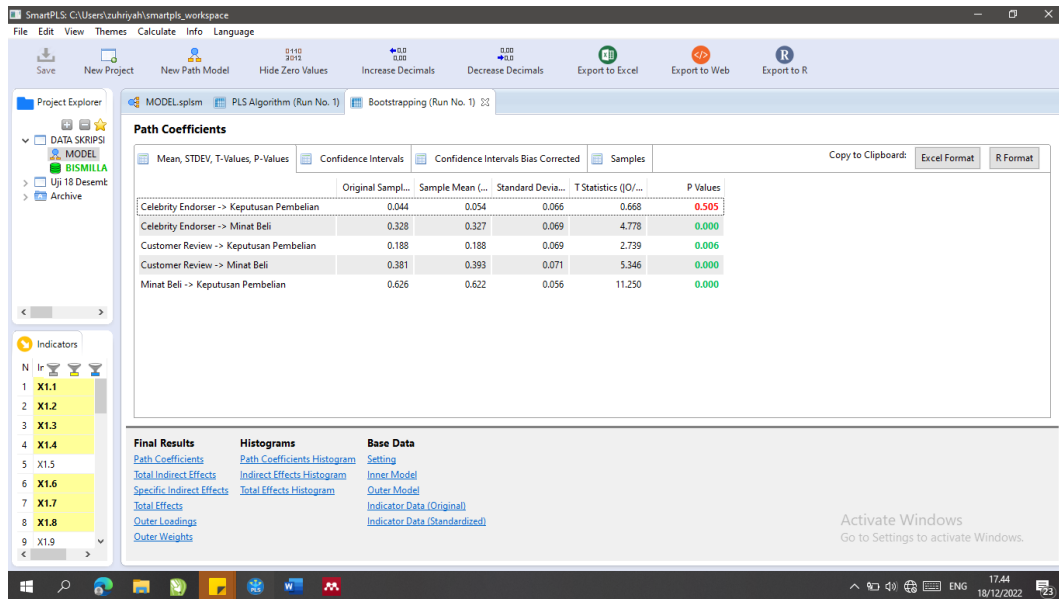 SmartPLS: C:\Users\zuhriyah\smartpls_workspace
File Edit View Themes Calculate Info Language
Save New Project New Path Model Hide Zero Values Increase Decimals Decrease Decimals Export to Excel Export to Web Export to R
Project Explorer
DATA SKRIPSI
MODEL
BISMILLA
Uji 18 Desemb
Archive
Indicators
N Ir
1 X1.1
2 X1.2
3 X1.3
4 X1.4
5 X1.5
6 X1.6
7 X1.7
8 X1.8
9 X1.9
MODEL.splsm PLS Algorithm (Run No. 1) Bootstrapping (Run No. 1)
Path Coefficients
Mean, STDEV, T-Values, P-Values Confidence Intervals Confidence Intervals Bias Corrected Samples Copy to Clipboard: Excel Format R Format
Original Sampl... Sample Mean (... Standard Devia... T Statistics (|O/... P Values
Celebrity Endorser -> Keputusan Pembelian 0.044 0.054 0.066 0.668 0.505
Celebrity Endorser -> Minat Beli 0.328 0.327 0.069 4.778 0.000
Customer Review -> Keputusan Pembelian 0.188 0.188 0.069 2.739 0.006
Customer Review -> Minat Beli 0.381 0.393 0.071 5.346 0.000
Minat Beli -> Keputusan Pembelian 0.626 0.622 0.056 11.250 0.000
Final Results Histograms Base Data
Path Coefficients Path Coefficients Histogram Setting
Total Indirect Effects Indirect Effects Histogram Inner Model
Specific Indirect Effects Total Effects Histogram Outer Model
Total Effects Indicator Data (Original)
Outer Loadings Indicator Data (Standardized)
Outer Weights
Activate Windows
Go to Settings to activate Windows.
ENG 17.44
18/12/2022 23